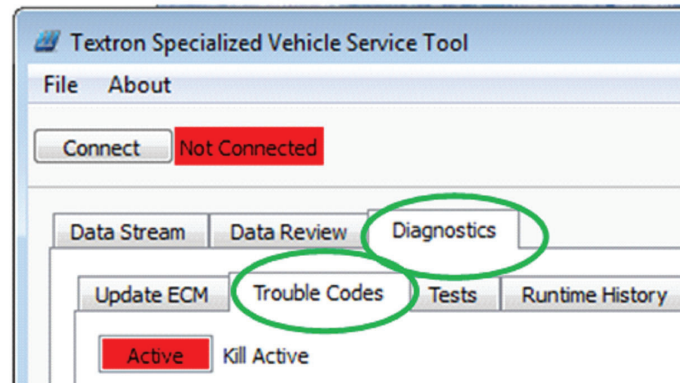 Textron Specialized Vehicle Service Tool
File About
Connect Not Connected
Data Stream Data Review Diagnostics
Update ECM Trouble Codes Tests Runtime History
Active Kill Active